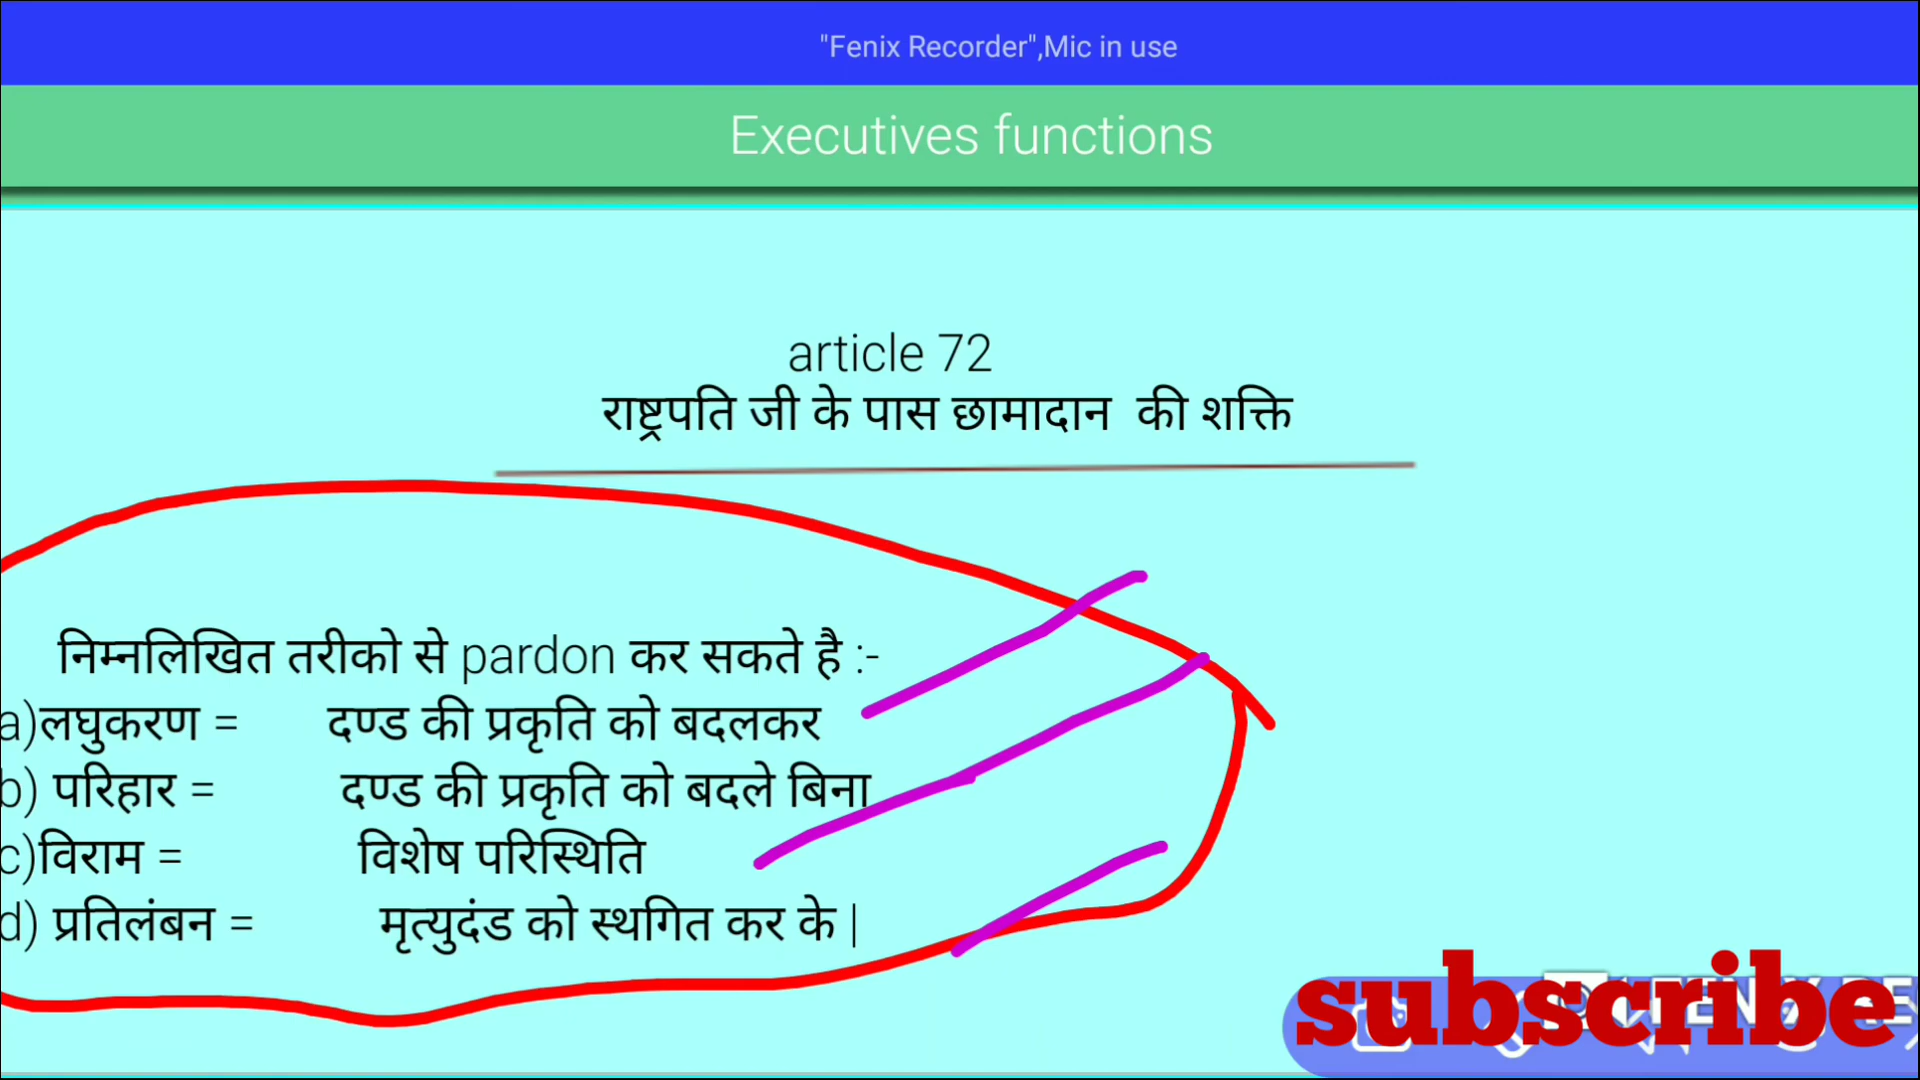 "Fenix Recorder",Mic in use
Executives functions
article 72
राष्ट्रपति जी के पास छामादान की शक्ति
निम्नलिखित तरीको से pardon कर सकते है :-
a)लघुकरण = दण्ड की प्रकृति को बदलकर
b) परिहार = दण्ड की प्रकृति को बदले बिना
c)विराम = विशेष परिस्थिति
d) प्रतिलंबन = मृत्युदंड को स्थगित कर के |
subscribe